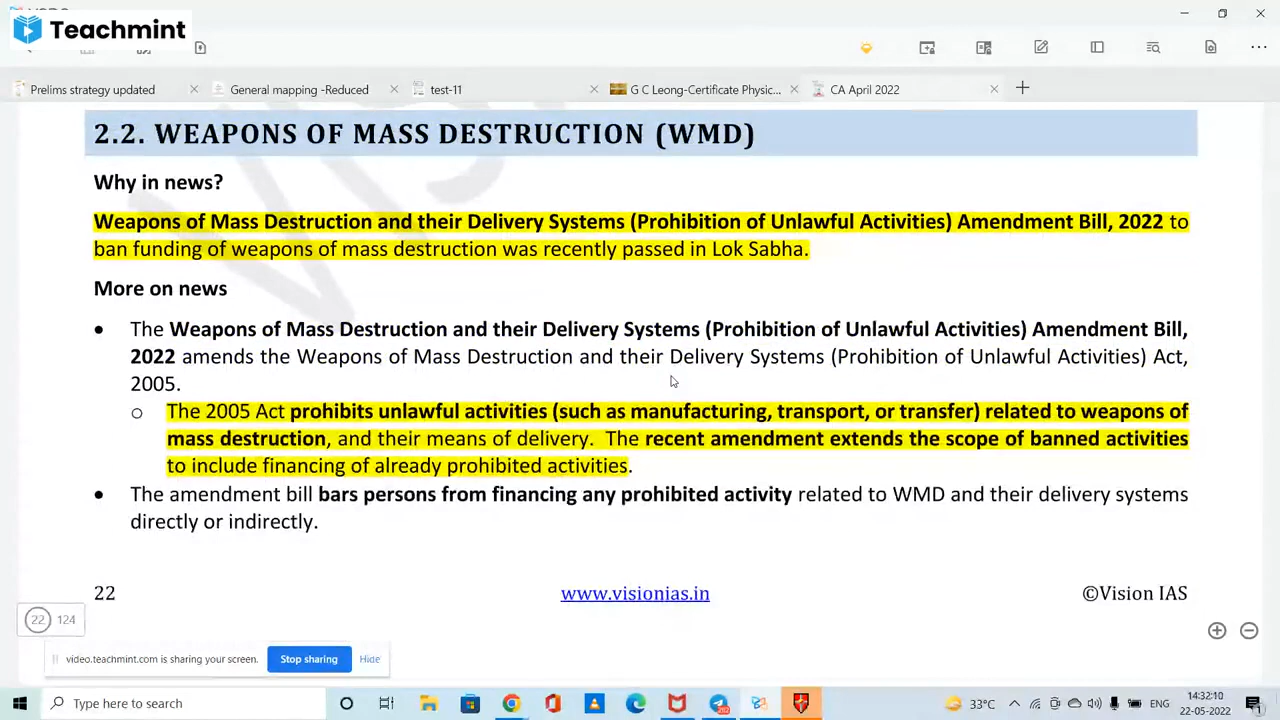 Teachmint
Prelims strategy updated
General mapping -Reduced
test-11
G C Leong-Certificate Physic...
CA April 2022
2.2. WEAPONS OF MASS DESTRUCTION (WMD)
Why in news?
Weapons of Mass Destruction and their Delivery Systems (Prohibition of Unlawful Activities) Amendment Bill, 2022 to
ban funding of weapons of mass destruction was recently passed in Lok Sabha.
More on news
• The Weapons of Mass Destruction and their Delivery Systems (Prohibition of Unlawful Activities) Amendment Bill,
2022 amends the Weapons of Mass Destruction and their Delivery Systems (Prohibition of Unlawful Activities) Act,
2005.
o The 2005 Act prohibits unlawful activities (such as manufacturing, transport, or transfer) related to weapons of
mass destruction, and their means of delivery. The recent amendment extends the scope of banned activities
to include financing of already prohibited activities.
• The amendment bill bars persons from financing any prohibited activity related to WMD and their delivery systems
directly or indirectly.
22
www.visionias.in
©Vision IAS
22 124
video.teachmint.com is sharing your screen. Stop sharing Hide
Type here to search
33°C
ENG
14:32:10
22-05-2022